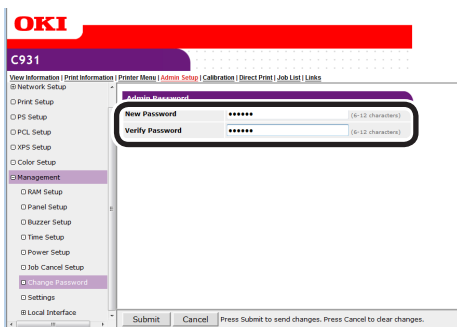 OKI
C931
View Information | Print Information | Printer Menu | Admin Setup | Calibration | Direct Print | Job List | Links
Network Setup
Print Setup
PS Setup
PCL Setup
XPS Setup
Color Setup
Management
RAM Setup
Panel Setup
Buzzer Setup
Time Setup
Power Setup
Job Cancel Setup
Change Password
Settings
Local Interface
Admin Password
New Password •••••• (6-12 characters)
Verify Password •••••• (6-12 characters)
Submit Cancel Press Submit to send changes. Press Cancel to clear changes.